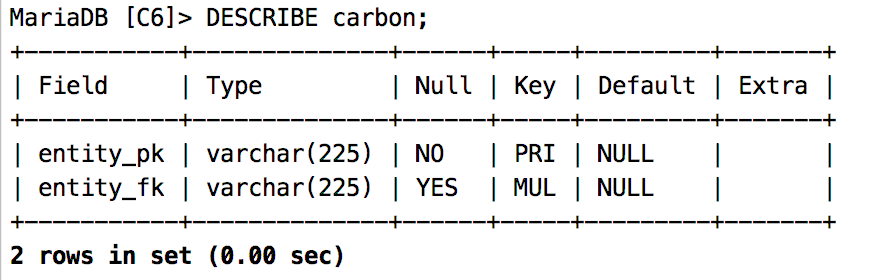 MariaDB [C6]> DESCRIBE carbon;
+-----------+--------------+------+-----+---------+-------+
| Field     | Type         | Null | Key | Default | Extra |
+-----------+--------------+------+-----+---------+-------+
| entity_pk | varchar(225) | NO   | PRI | NULL    |       |
| entity_fk | varchar(225) | YES  | MUL | NULL    |       |
+-----------+--------------+------+-----+---------+-------+
2 rows in set (0.00 sec)